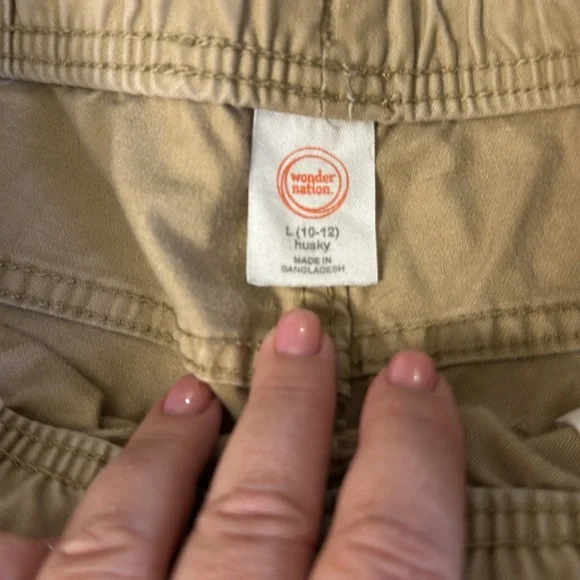 wonder
nation.
L (10-12)
husky
MADE IN
BANGLADESH